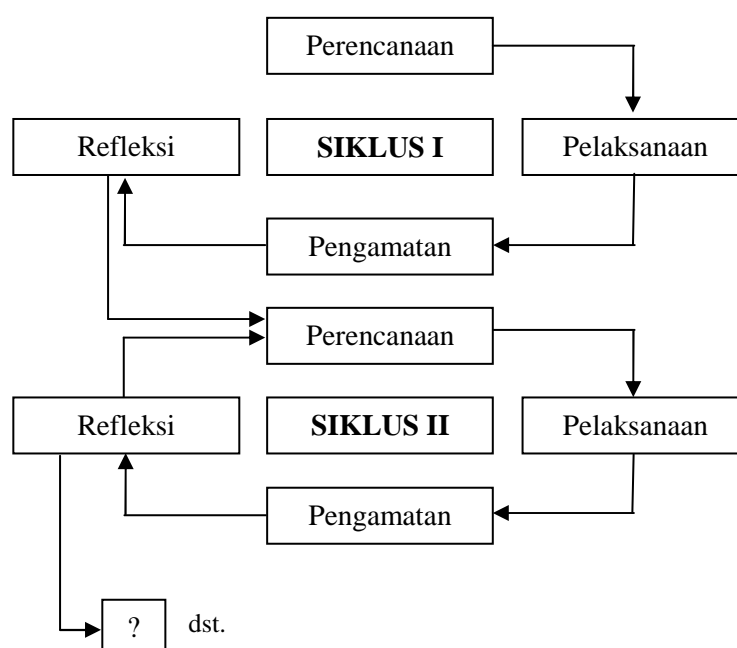 Perencanaan
Refleksi
SIKLUS I
Pelaksanaan
Pengamatan
Perencanaan
Refleksi
SIKLUS II
Pelaksanaan
Pengamatan
?
dst.